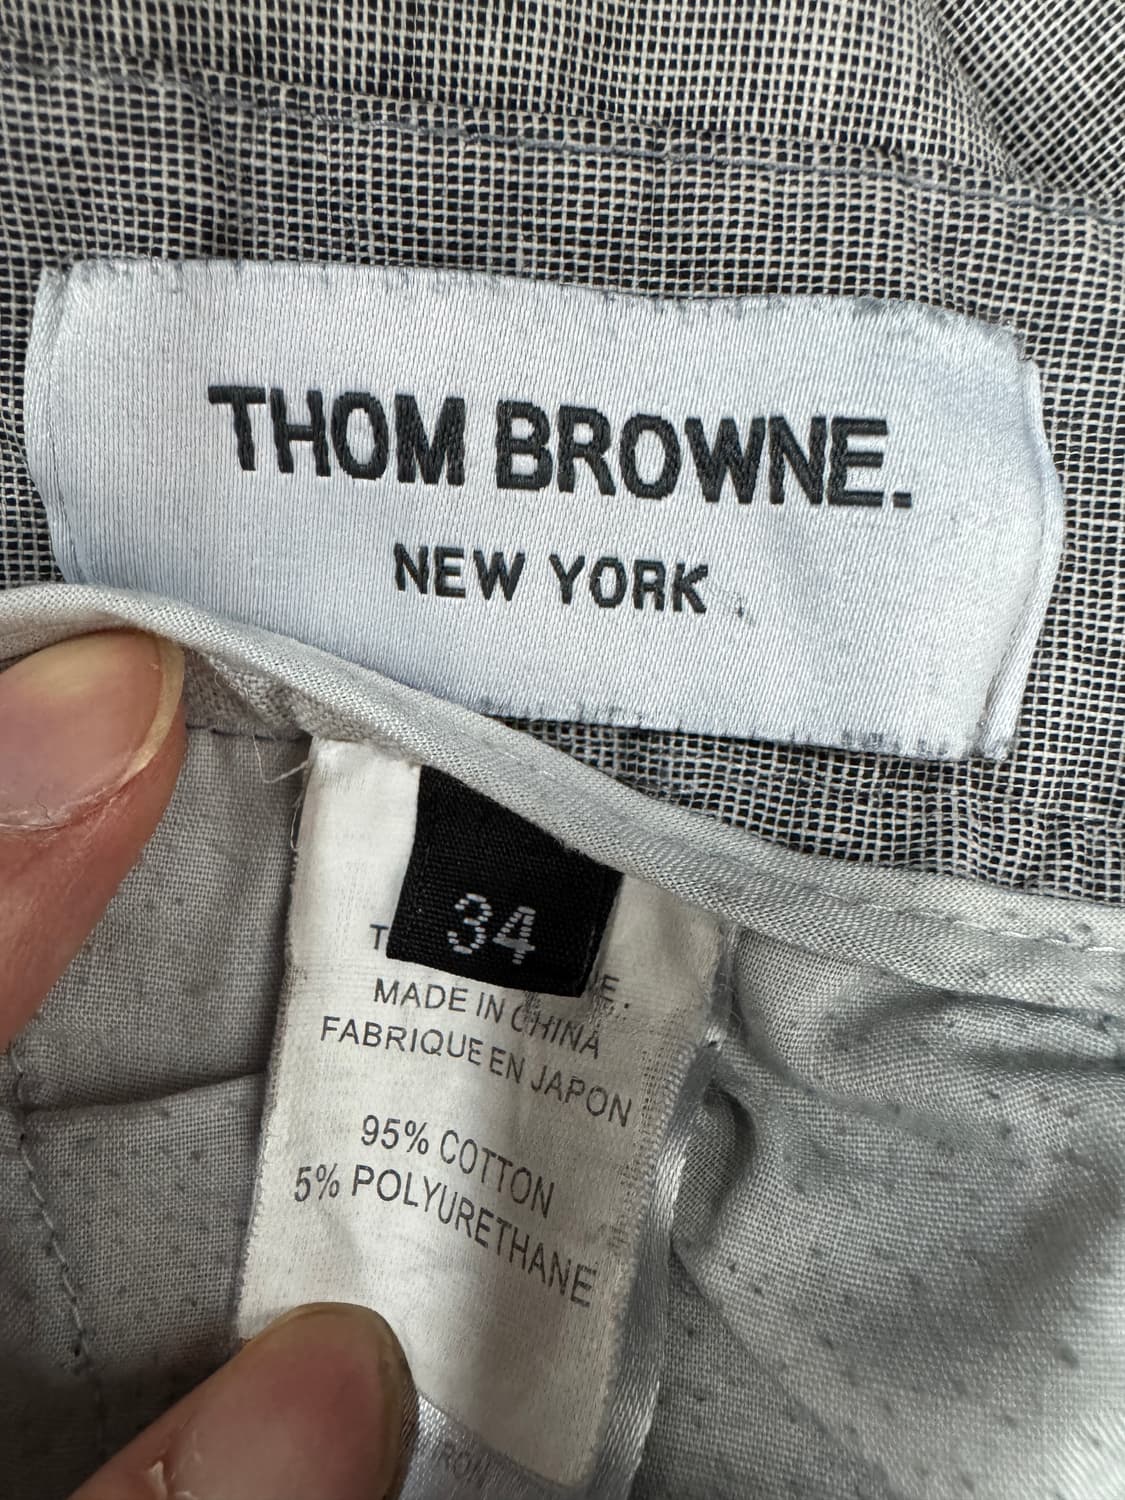 THOM BROWNE.
NEW YORK
34
T E.
MADE IN CHINA
FABRIQUE EN JAPON
95% COTTON
5% POLYURETHANE